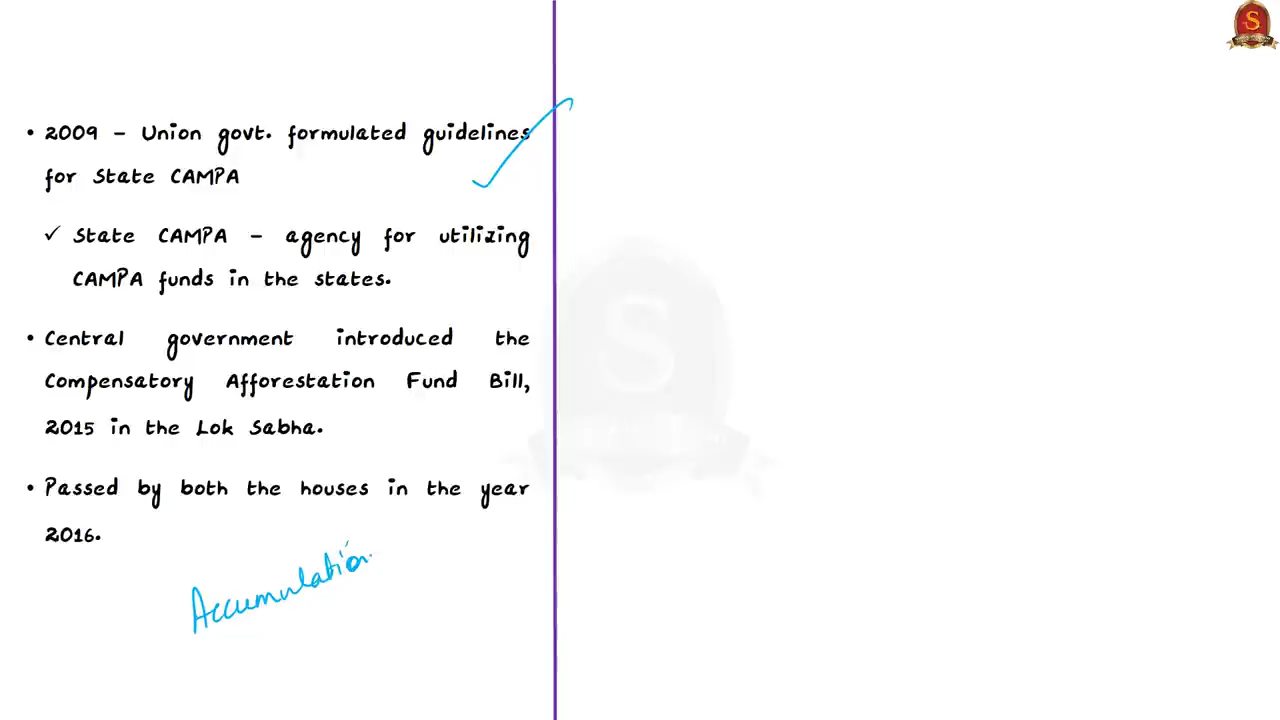 • 2009 – Union govt. formulated guidelines
for State CAMPA
✓ State CAMPA – agency for utilizing
CAMPA funds in the states.
• Central government introduced the
Compensatory Afforestation Fund Bill,
2015 in the Lok Sabha.
• Passed by both the houses in the year
2016.
Accumulation
S
S